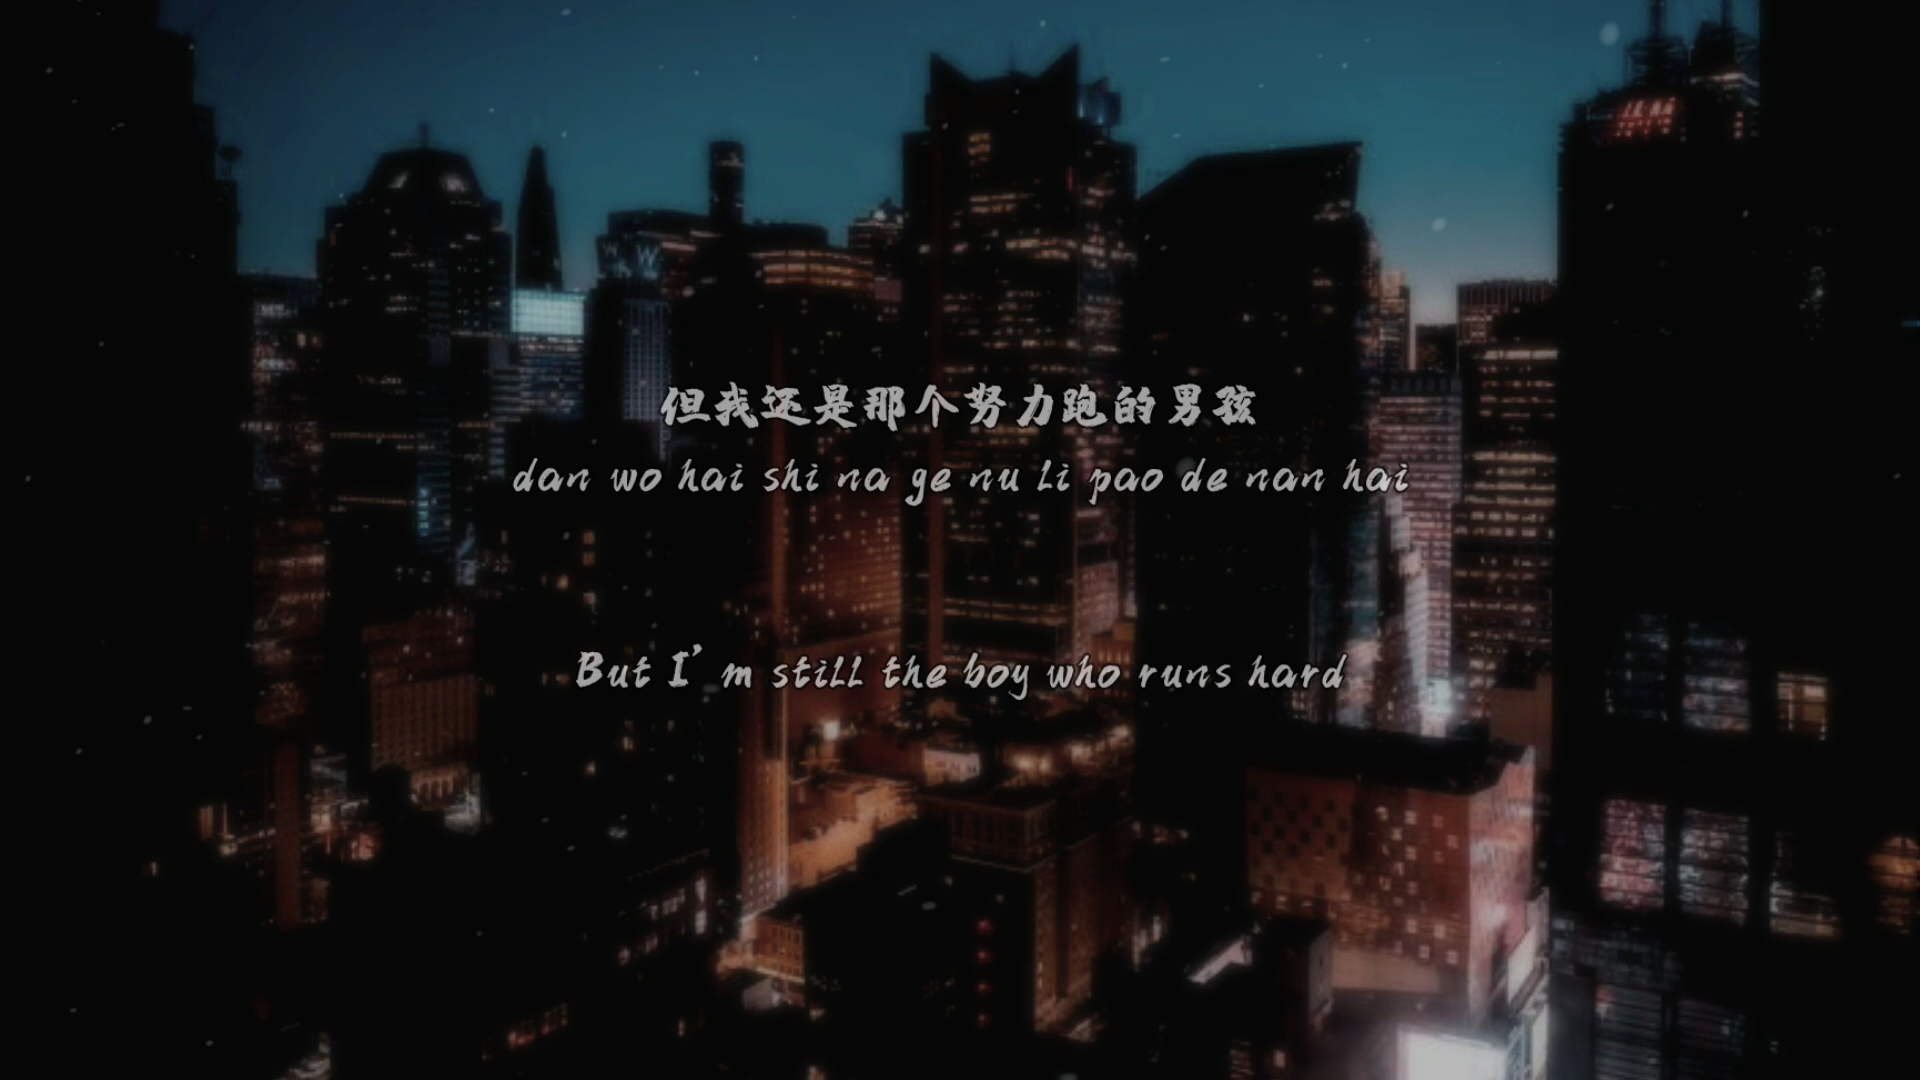 但我还是那个努力跑的男孩
dan wo hai shi na ge nu li pao de nan hai
But I'm still the boy who runs hard